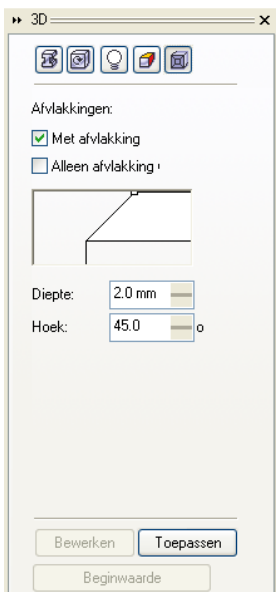 3D
Afvlakkingen:
Met afvlakking
Alleen afvlakking
Diepte: 2.0 mm
Hoek: 45.0 o
Bewerken Toepassen
Beginwaarde